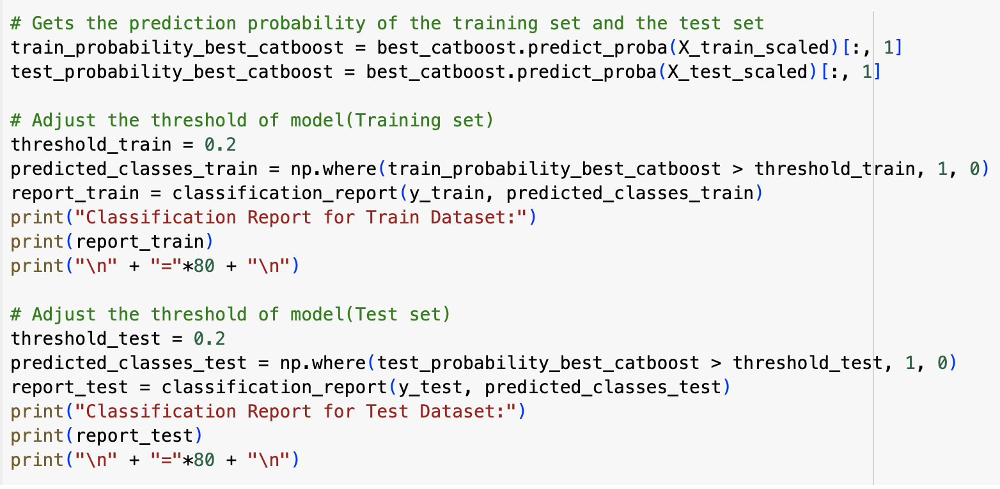 # Gets the prediction probability of the training set and the test set
train_probability_best_catboost = best_catboost.predict_proba(X_train_scaled)[:, 1]
test_probability_best_catboost = best_catboost.predict_proba(X_test_scaled)[:, 1]
# Adjust the threshold of model(Training set)
threshold_train = 0.2
predicted_classes_train = np.where(train_probability_best_catboost > threshold_train, 1, 0)
report_train = classification_report(y_train, predicted_classes_train)
print("Classification Report for Train Dataset:")
print(report_train)
print("\n" + "="*80 + "\n")
# Adjust the threshold of model(Test set)
threshold_test = 0.2
predicted_classes_test = np.where(test_probability_best_catboost > threshold_test, 1, 0)
report_test = classification_report(y_test, predicted_classes_test)
print("Classification Report for Test Dataset:")
print(report_test)
print("\n" + "="*80 + "\n")